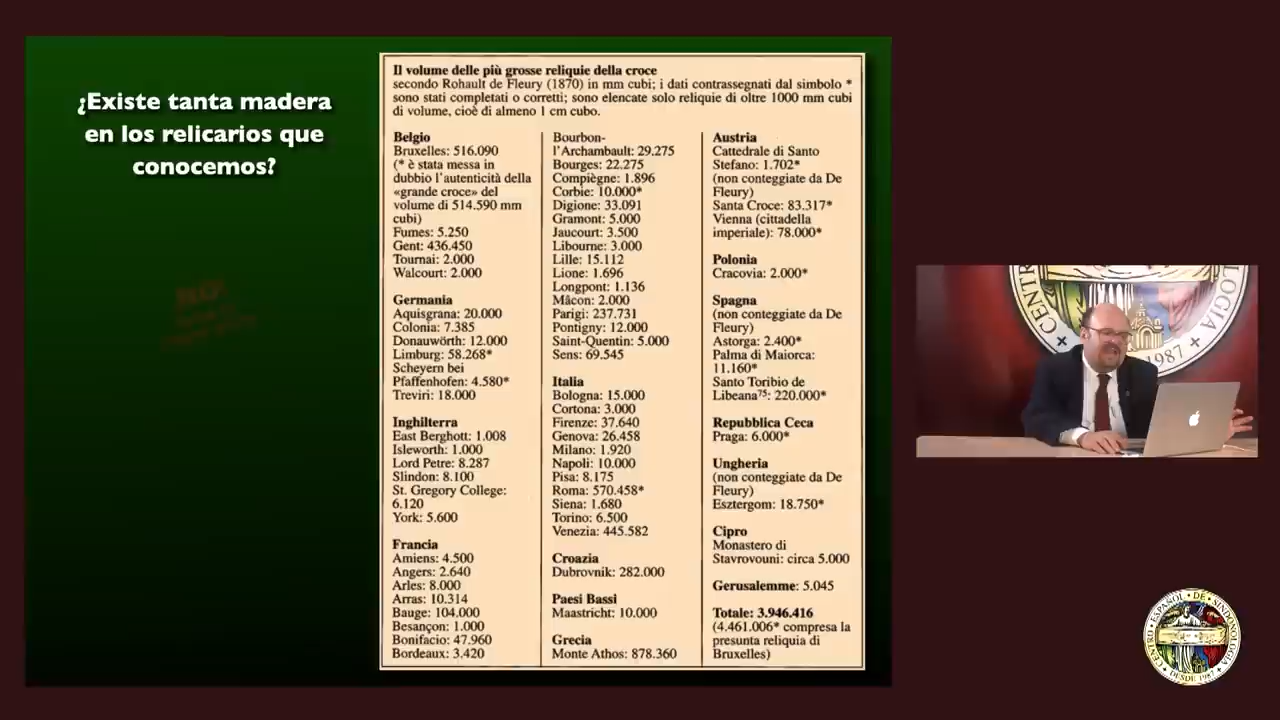 ¿Existe tanta madera
en los relicarios que
conocemos?
Il volume delle più grosse reliquie della croce
secondo Rohault de Fleury (1870) in mm cubi; i dati contrassegnati dal simbolo *
sono stati completati o corretti; sono elencate solo reliquie di oltre 1000 mm cubi
di volume, cioè di almeno 1 cm cubo.
Belgio
Bruxelles: 516.090
(* è stata messa in
dubbio l'autenticità della
«grande croce» del
volume di 514.590 mm
cubi)
Fumes: 5.250
Gent: 436.450
Tournai: 2.000
Walcourt: 2.000
Germania
Aquisgrana: 20.000
Colonia: 7.385
Donauwörth: 12.000
Limburg: 58.268*
Scheyern bei
Pfaffenhofen: 4.580*
Treviri: 18.000
Inghilterra
East Berghott: 1.008
Isleworth: 1.000
Lord Petre: 8.287
Slindon: 8.100
St. Gregory College:
6.120
York: 5.600
Francia
Amiens: 4.500
Angers: 2.640
Arles: 8.000
Arras: 10.314
Bauge: 104.000
Besançon: 1.000
Bonifacio: 47.960
Bordeaux: 3.420
Bourbon-
l'Archambault: 29.275
Bourges: 22.275
Compiègne: 1.896
Corbie: 10.000*
Digione: 33.091
Gramont: 5.000
Jaucourt: 3.500
Libourne: 3.000
Lille: 15.112
Lione: 1.696
Longpont: 1.136
Mâcon: 2.000
Parigi: 237.731
Pontigny: 12.000
Saint-Quentin: 5.000
Sens: 69.545
Italia
Bologna: 15.000
Cortona: 3.000
Firenze: 37.640
Genova: 26.458
Milano: 1.920
Napoli: 10.000
Pisa: 8.175
Roma: 570.458*
Siena: 1.680
Torino: 6.500
Venezia: 445.582
Croazia
Dubrovnik: 282.000
Paesi Bassi
Maastricht: 10.000
Grecia
Monte Athos: 878.360
Austria
Cattedrale di Santo
Stefano: 1.702*
(non conteggiate da De
Fleury)
Santa Croce: 83.317*
Vienna (cittadella
imperiale): 78.000*
Polonia
Cracovia: 2.000*
Spagna
(non conteggiate da De
Fleury)
Astorga: 2.400*
Palma di Maiorca:
11.160*
Santo Toribio de
Libeana⁷⁵: 220.000*
Repubblica Ceca
Praga: 6.000*
Ungheria
(non conteggiate da De
Fleury)
Esztergom: 18.750*
Cipro
Monastero di
Stavrovouni: circa 5.000
Gerusalemme: 5.045
Totale: 3.946.416
(4.461.006* compresa la
presunta reliquia di
Bruxelles)
CENTRO ESPAÑOL DE SINDONOLOGIA
DESDE 1987